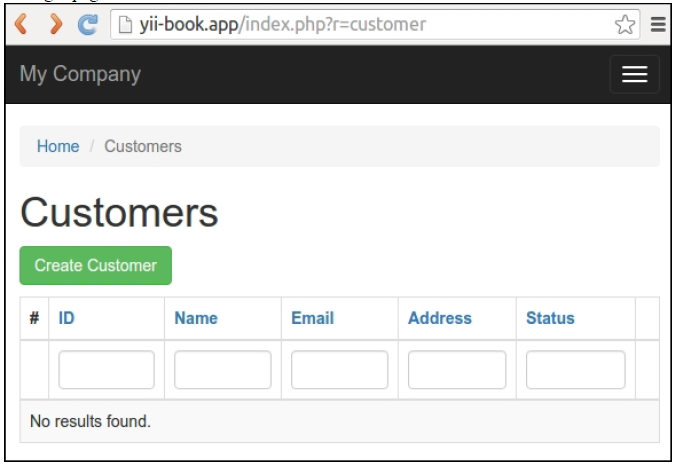 yii-book.app/index.php?r=customer
My Company
Home / Customers
Customers
Create Customer
# ID Name Email Address Status
No results found.